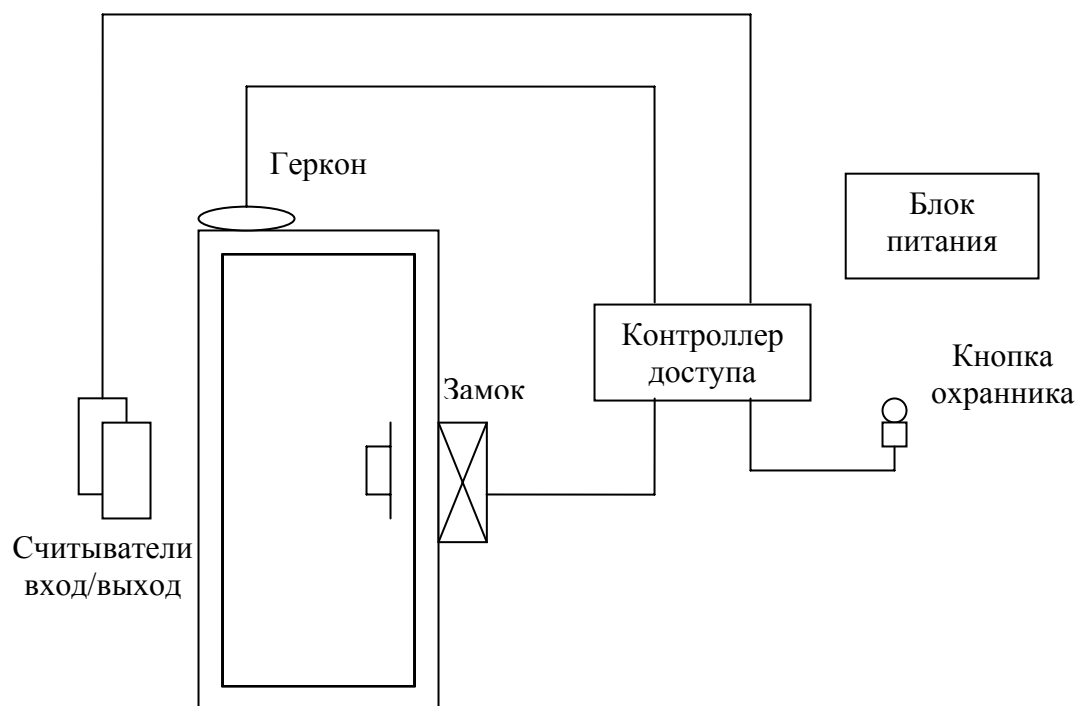 Геркон
Блок
питания
Контроллер
доступа
Кнопка
охранника
Замок
Считыватели
вход/выход